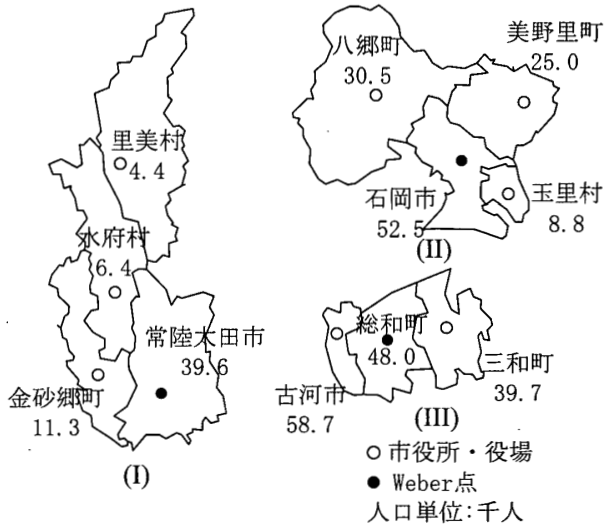 里美村
4.4
水府村
6.4
常陸太田市
39.6
金砂郷町
11.3
(I)
八郷町
30.5
美野里町
25.0
石岡市
52.5
玉里村
8.8
(II)
総和町
48.0
三和町
39.7
古河市
58.7
(III)
○ 市役所・役場
● Weber点
人口単位:千人